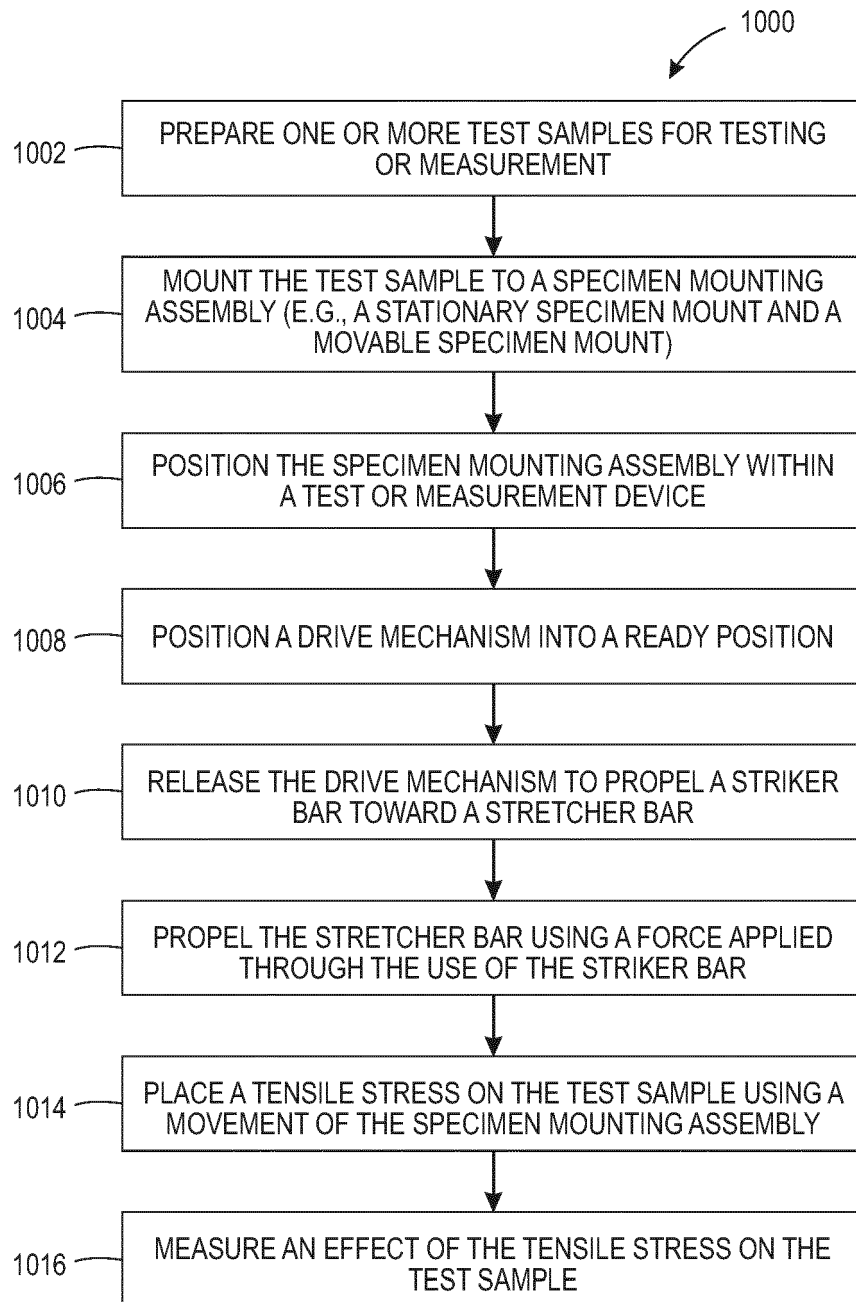 1000
1002
PREPARE ONE OR MORE TEST SAMPLES FOR TESTING
OR MEASUREMENT
1004
MOUNT THE TEST SAMPLE TO A SPECIMEN MOUNTING
ASSEMBLY (E.G., A STATIONARY SPECIMEN MOUNT AND A
MOVABLE SPECIMEN MOUNT)
1006
POSITION THE SPECIMEN MOUNTING ASSEMBLY WITHIN
A TEST OR MEASUREMENT DEVICE
1008
POSITION A DRIVE MECHANISM INTO A READY POSITION
1010
RELEASE THE DRIVE MECHANISM TO PROPEL A STRIKER
BAR TOWARD A STRETCHER BAR
1012
PROPEL THE STRETCHER BAR USING A FORCE APPLIED
THROUGH THE USE OF THE STRIKER BAR
1014
PLACE A TENSILE STRESS ON THE TEST SAMPLE USING A
MOVEMENT OF THE SPECIMEN MOUNTING ASSEMBLY
1016
MEASURE AN EFFECT OF THE TENSILE STRESS ON THE
TEST SAMPLE